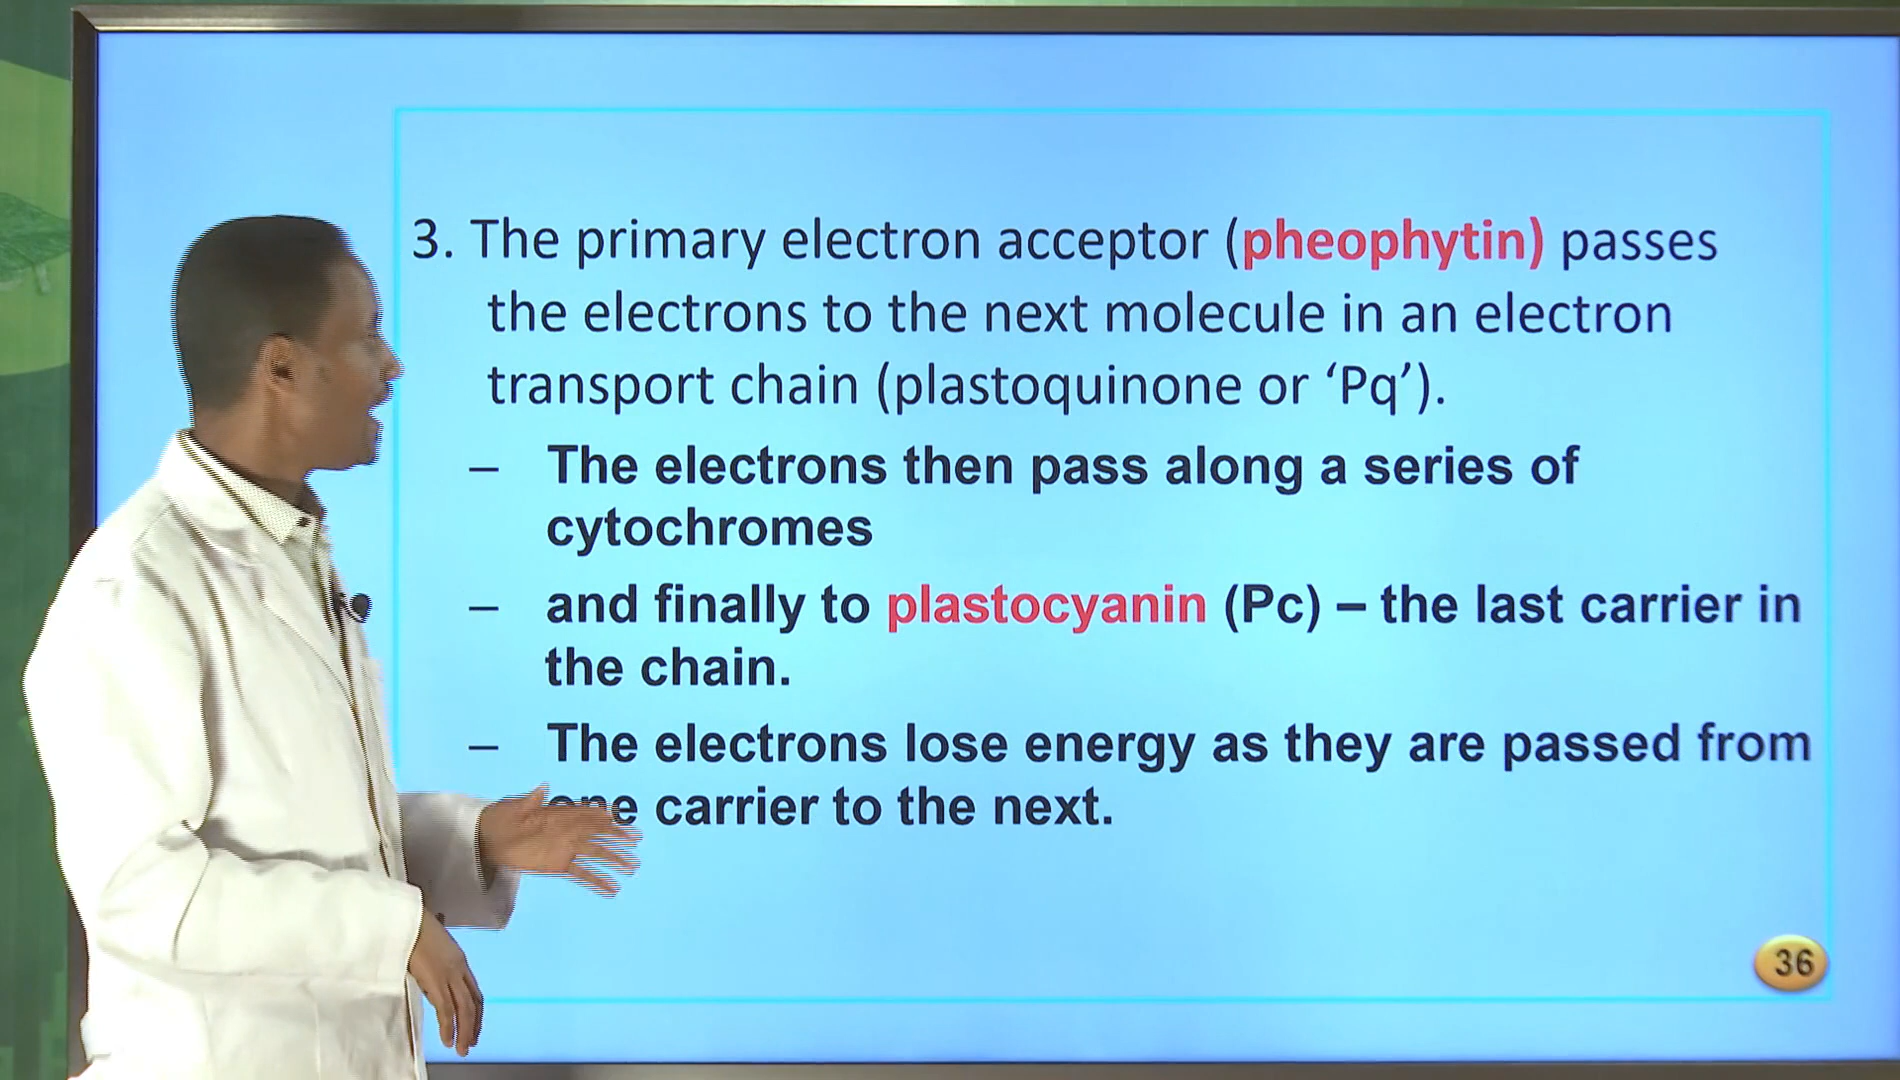 3. The primary electron acceptor (pheophytin) passes
the electrons to the next molecule in an electron
transport chain (plastoquinone or ‘Pq’).
– The electrons then pass along a series of
cytochromes
– and finally to plastocyanin (Pc) – the last carrier in
the chain.
– The electrons lose energy as they are passed from
one carrier to the next.
36